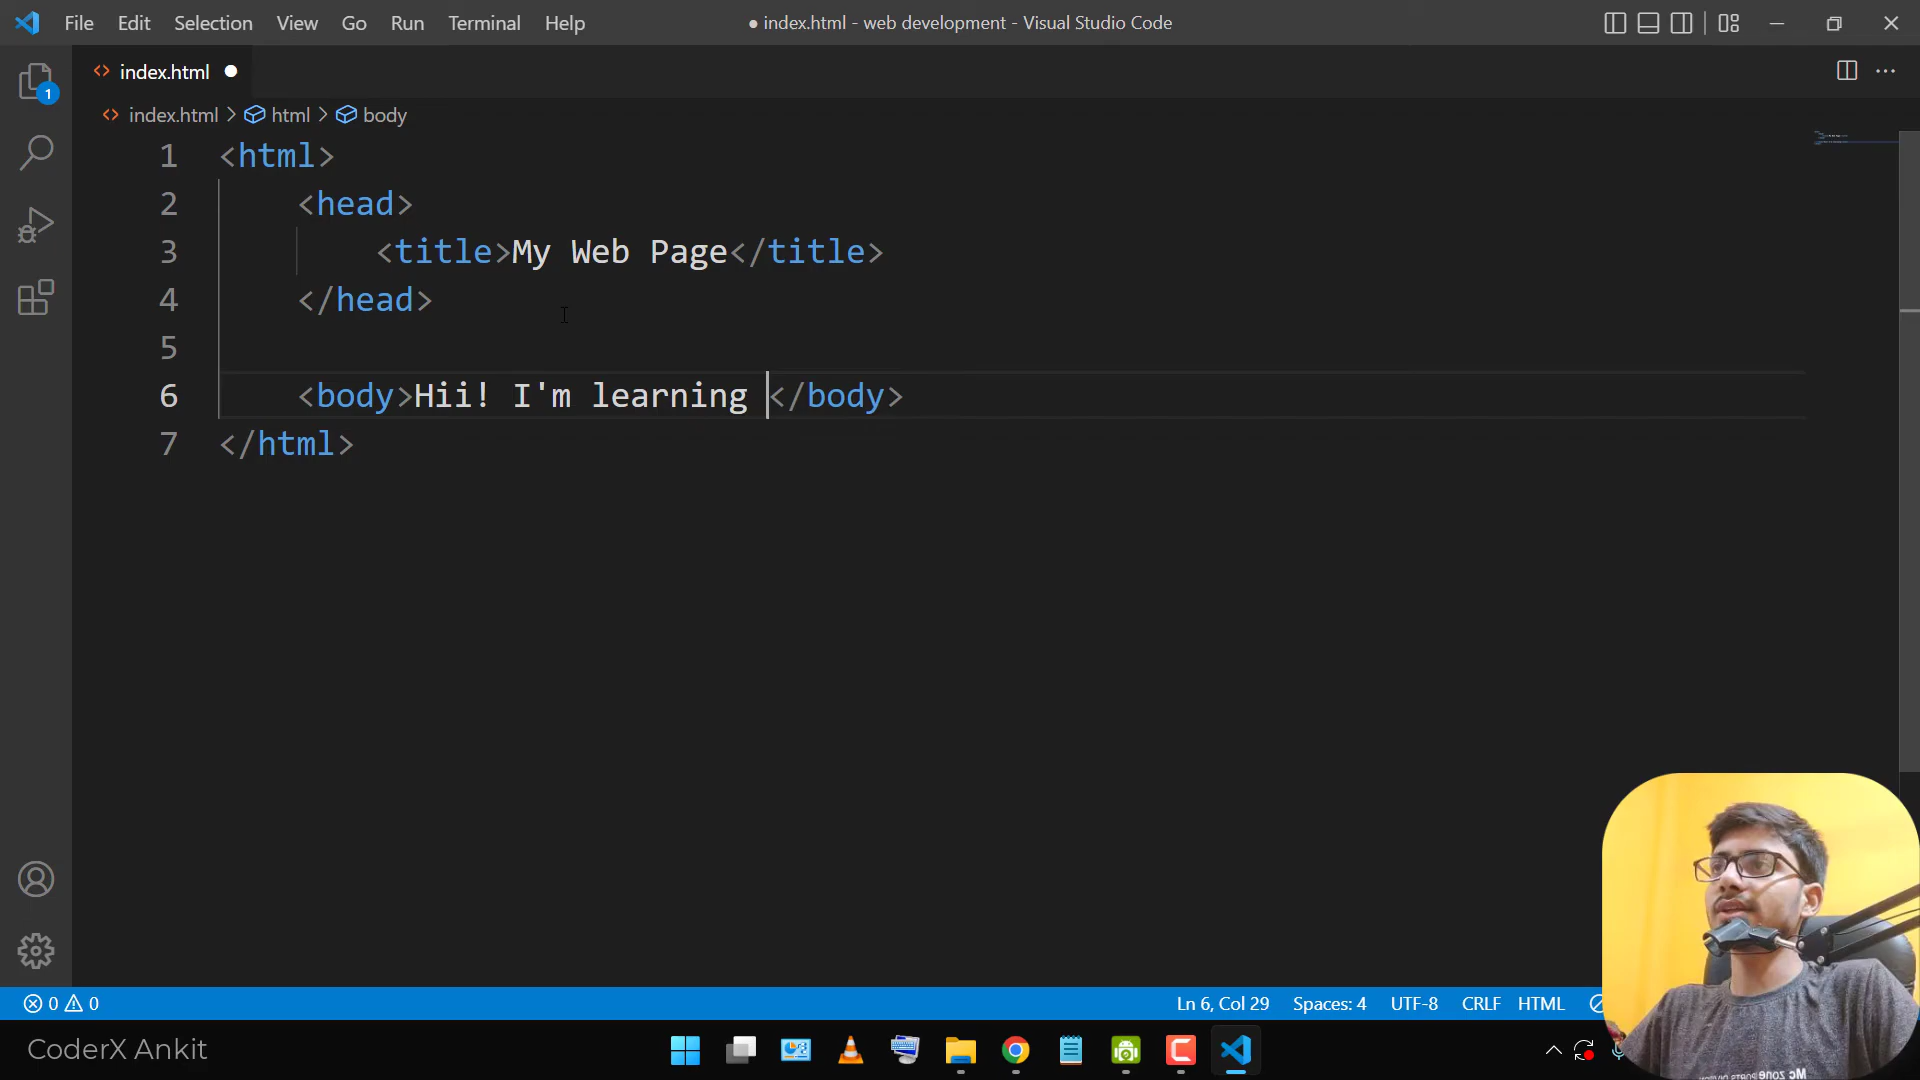 File Edit Selection View Go Run Terminal Help
● index.html - web development - Visual Studio Code
index.html ●
1
index.html > html > body
1 <html>
2 <head>
3 <title>My Web Page</title>
4 </head>
5
6 <body>Hii! I'm learning </body>
7 </html>
0 0 Ln 6, Col 29 Spaces: 4 UTF-8 CRLF HTML
CoderX Ankit